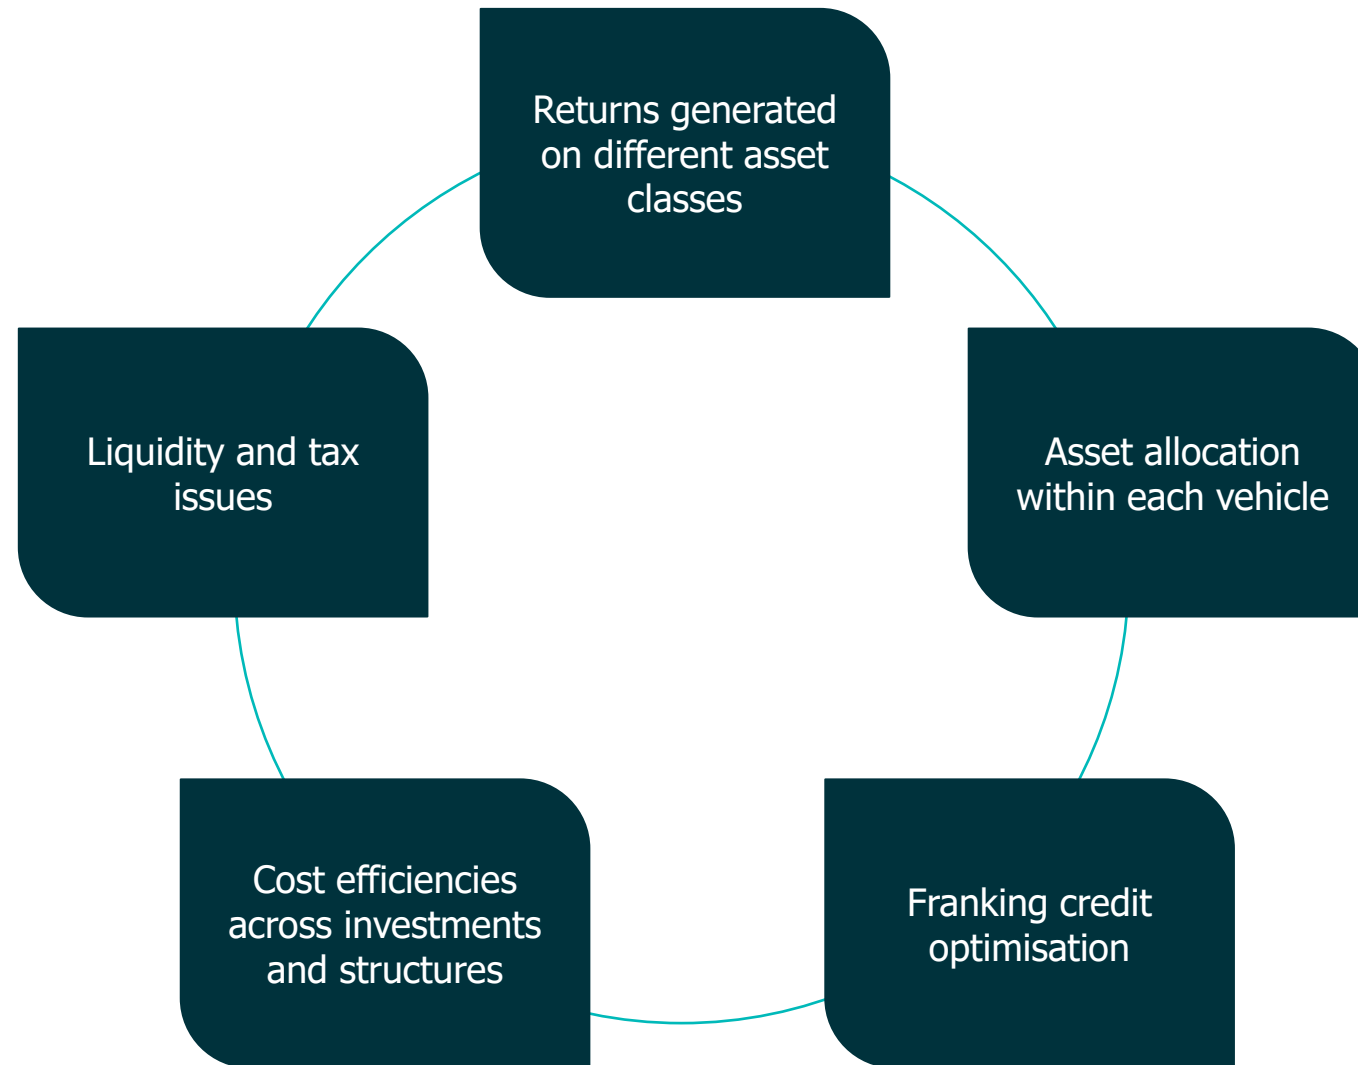 Returns generated
on different asset
classes
Asset allocation
within each vehicle
Franking credit
optimisation
Cost efficiencies
across investments
and structures
Liquidity and tax
issues